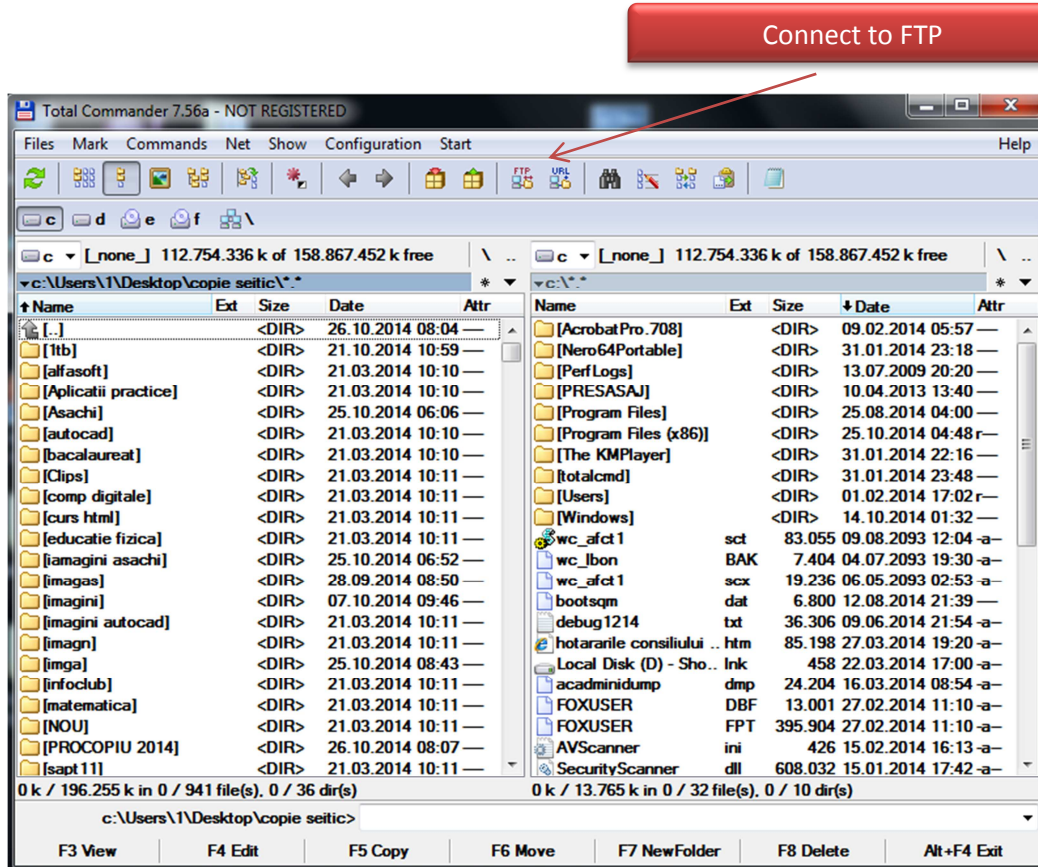 Connect to FTP
Total Commander 7.56a - NOT REGISTERED
Files Mark Commands Net Show Configuration Start Help
FTP URL
c d e f \
c [_none_] 112.754.336 k of 158.867.452 k free \ ..
c:\Users\1\Desktop\copie seitic\*.* * 
Name Ext Size Date Attr
[..] <DIR> 26.10.2014 08:04 —
[1tb] <DIR> 21.10.2014 10:59 —
[alfasoft] <DIR> 21.03.2014 10:10 —
[Aplicatii practice] <DIR> 21.03.2014 10:10 —
[Asachi] <DIR> 25.10.2014 06:06 —
[autocad] <DIR> 21.03.2014 10:10 —
[bacalaureat] <DIR> 21.03.2014 10:10 —
[Clips] <DIR> 21.03.2014 10:11 —
[comp digitale] <DIR> 21.03.2014 10:11 —
[curs html] <DIR> 21.03.2014 10:11 —
[educatie fizica] <DIR> 21.03.2014 10:11 —
[iamagini asachi] <DIR> 25.10.2014 06:52 —
[imagas] <DIR> 28.09.2014 08:50 —
[imagini] <DIR> 07.10.2014 09:46 —
[imagini autocad] <DIR> 21.03.2014 10:11 —
[imagn] <DIR> 21.03.2014 10:11 —
[imga] <DIR> 25.10.2014 08:43 —
[infoclub] <DIR> 21.03.2014 10:11 —
[matematica] <DIR> 21.03.2014 10:11 —
[NOU] <DIR> 21.03.2014 10:11 —
[PROCOPIU 2014] <DIR> 26.10.2014 08:07 —
[sapt11] <DIR> 21.03.2014 10:11 —
0 k / 196.255 k in 0 / 941 file(s), 0 / 36 dir(s)
c [_none_] 112.754.336 k of 158.867.452 k free \ ..
c:\*.* *
Name Ext Size Date Attr
[AcrobatPro.708] <DIR> 09.02.2014 05:57 —
[Nero64Portable] <DIR> 31.01.2014 23:18 —
[PerfLogs] <DIR> 13.07.2009 20:20 —
[PRESASAJ] <DIR> 10.04.2013 13:40 —
[Program Files] <DIR> 25.08.2014 04:00 —
[Program Files (x86)] <DIR> 25.10.2014 04:48 r—
[The KMPlayer] <DIR> 31.01.2014 22:16 —
[totalcmd] <DIR> 31.01.2014 23:48 —
[Users] <DIR> 01.02.2014 17:02 r—
[Windows] <DIR> 14.10.2014 01:32 —
wc_afct1 sct 83.055 09.08.2093 12:04 -a–
wc_lbon BAK 7.404 04.07.2093 19:30 -a–
wc_afct1 scx 19.236 06.05.2093 02:53 -a–
bootsqm dat 6.800 12.08.2014 21:39 —
debug1214 txt 36.306 09.06.2014 21:54 -a–
hotararile consiliului .. htm 85.198 27.03.2014 19:20 -a–
Local Disk (D) - Sho.. lnk 458 22.03.2014 17:00 -a–
acadminidump dmp 24.204 16.03.2014 08:54 -a–
FOXUSER DBF 13.001 27.02.2014 11:10 -a–
FOXUSER FPT 395.904 27.02.2014 11:10 -a–
AVScanner ini 426 15.02.2014 16:13 -a–
SecurityScanner dll 608.032 15.01.2014 17:42 -a–
0 k / 13.765 k in 0 / 32 file(s), 0 / 10 dir(s)
c:\Users\1\Desktop\copie seitic>
F3 View F4 Edit F5 Copy F6 Move F7 NewFolder F8 Delete Alt+F4 Exit